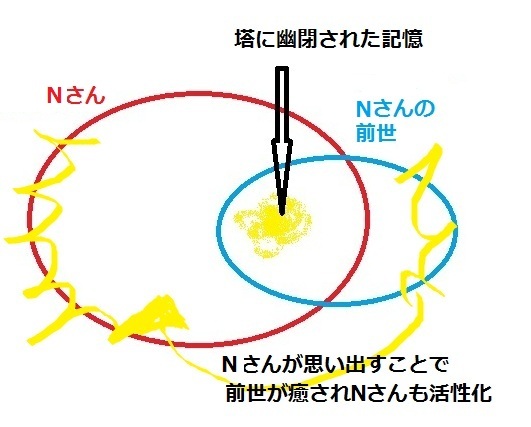 塔に幽閉された記憶
Nさん
Nさんの
前世
Nさんが思い出すことで
前世が癒されNさんも活性化